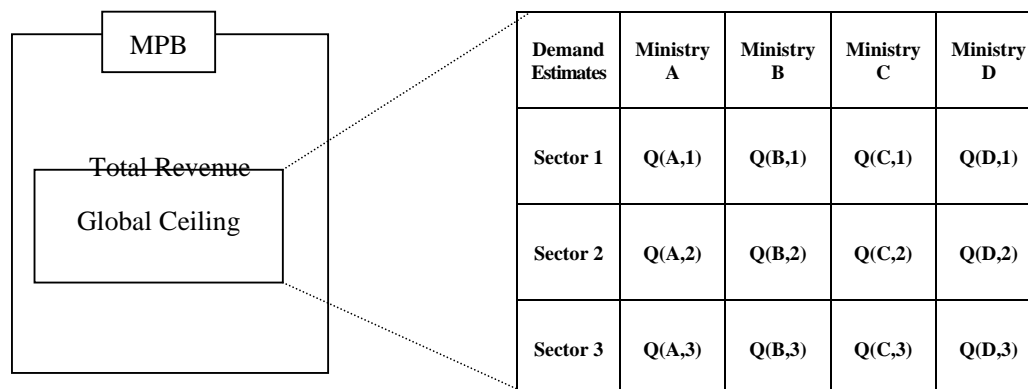 MPB
Total Revenue
Global Ceiling
Demand Estimates Ministry A Ministry B Ministry C Ministry D
Sector 1 Q(A,1) Q(B,1) Q(C,1) Q(D,1)
Sector 2 Q(A,2) Q(B,2) Q(C,2) Q(D,2)
Sector 3 Q(A,3) Q(B,3) Q(C,3) Q(D,3)